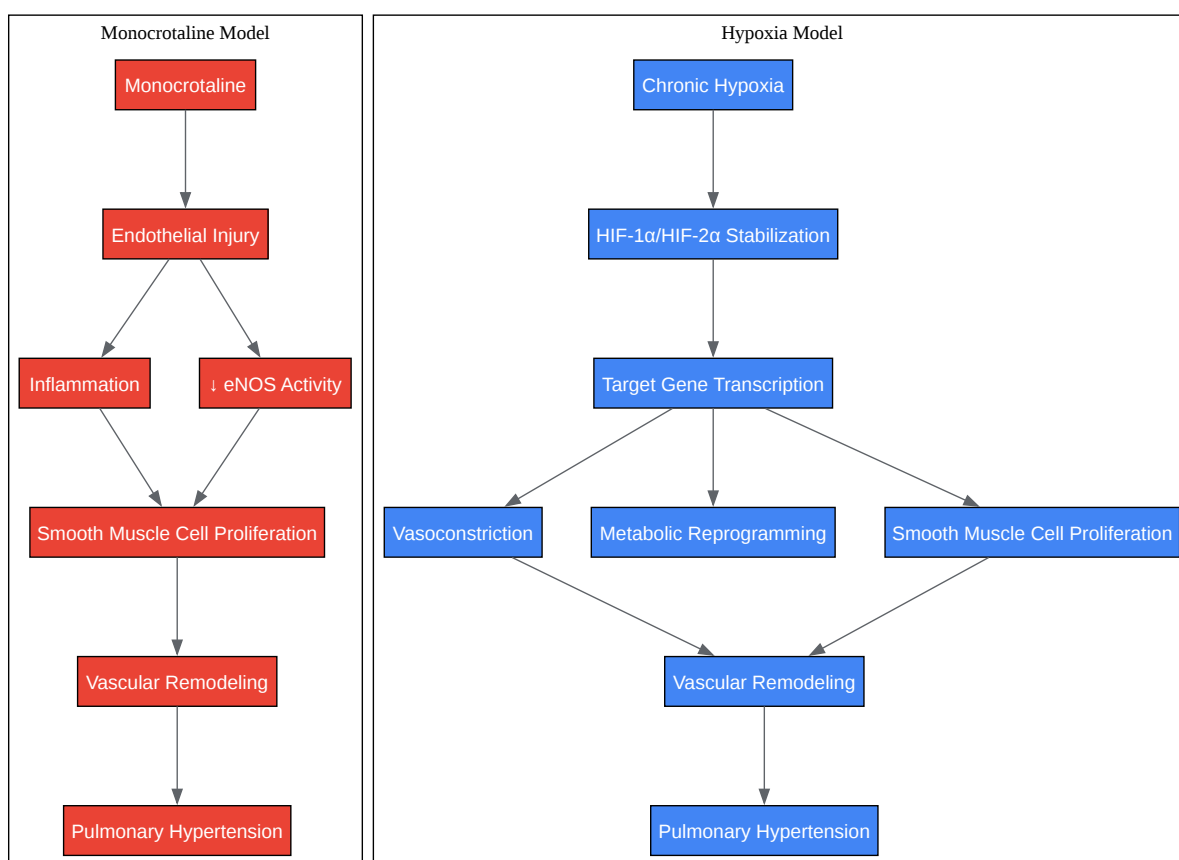 Monocrotaline Model
Monocrotaline
Endothelial Injury
Inflammation
↓ eNOS Activity
Smooth Muscle Cell Proliferation
Vascular Remodeling
Pulmonary Hypertension
Hypoxia Model
Chronic Hypoxia
HIF-1α/HIF-2α Stabilization
Target Gene Transcription
Vasoconstriction
Metabolic Reprogramming
Smooth Muscle Cell Proliferation
Vascular Remodeling
Pulmonary Hypertension